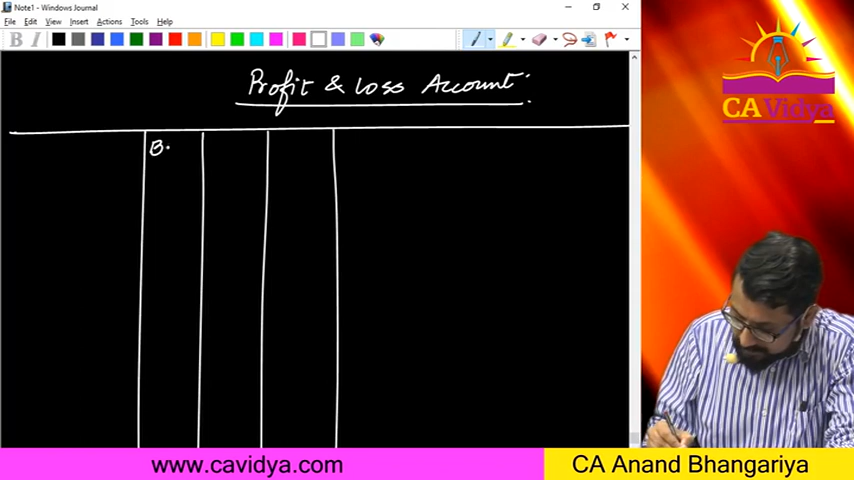 Note1 - Windows Journal
File Edit View Insert Actions Tools Help
B I
Profit & Loss Account:
B.
CA Vidya
www.cavidya.com
CA Anand Bhangariya